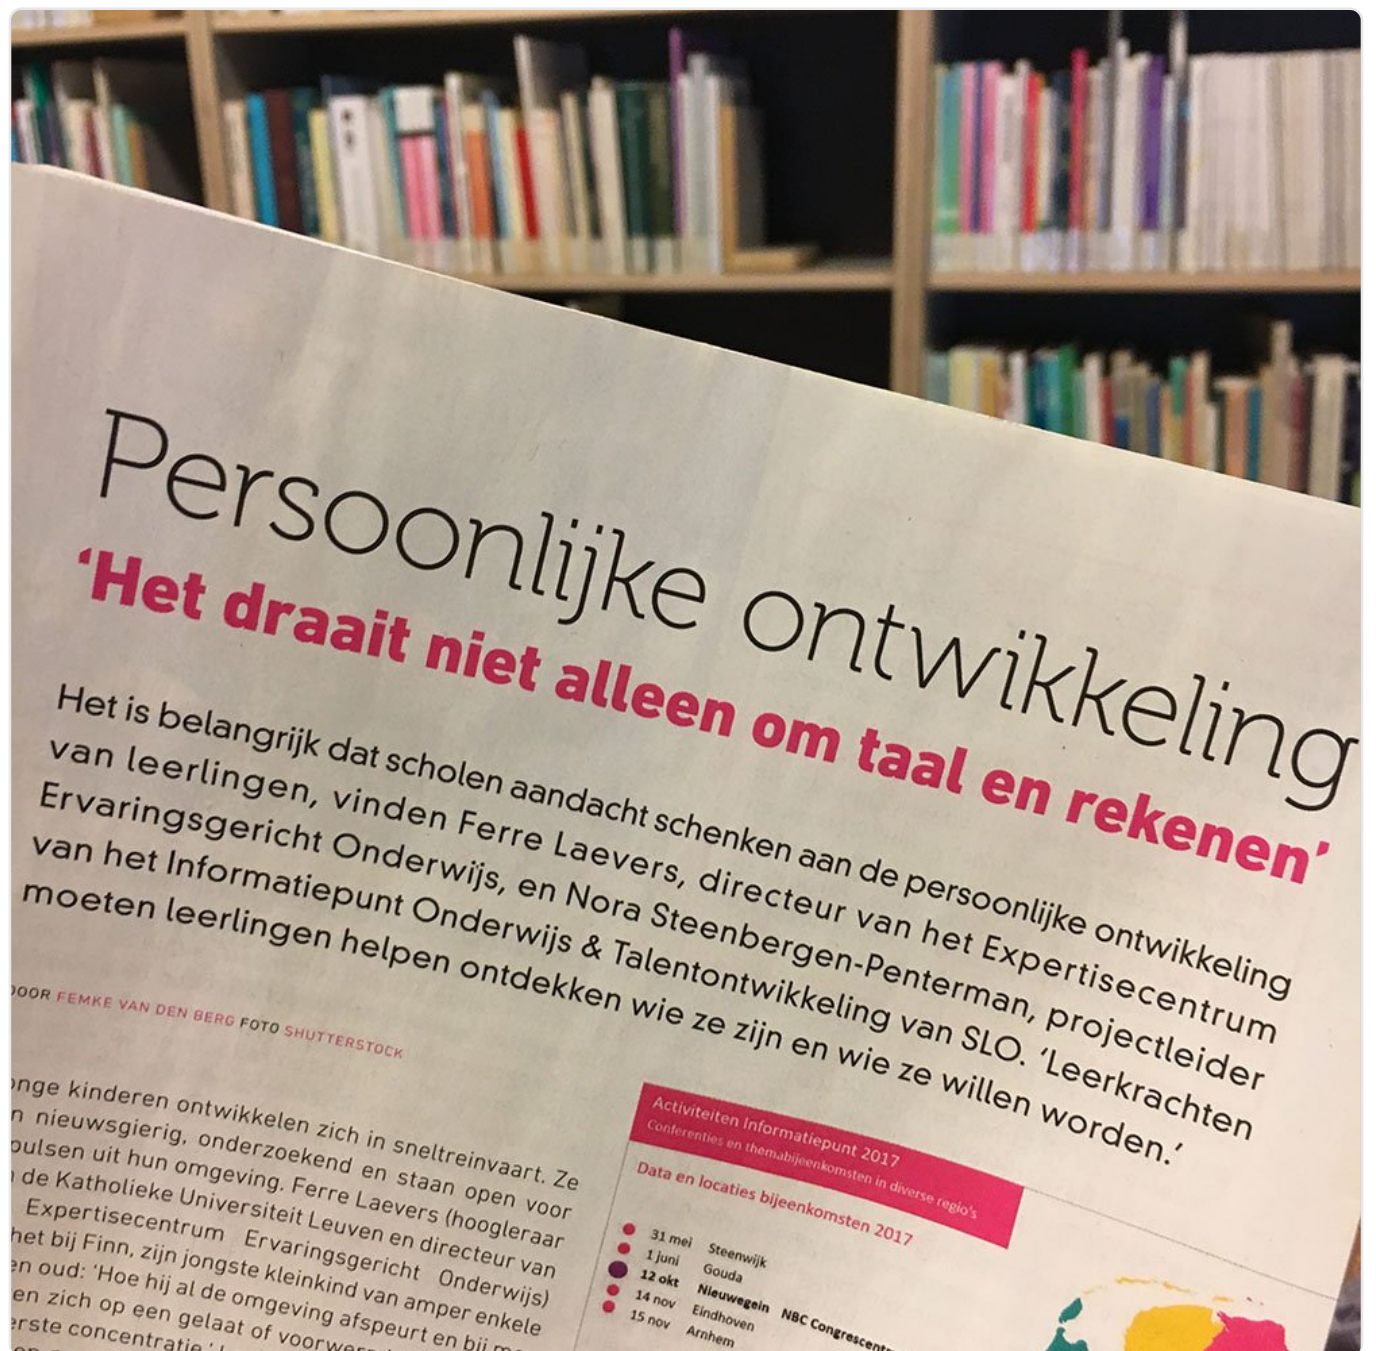 Persoonlijke ontwikkeling
‘Het draait niet alleen om taal en rekenen’
Het is belangrijk dat scholen aandacht schenken aan de persoonlijke ontwikkeling
van leerlingen, vinden Ferre Laevers, directeur van het Expertisecentrum
Ervaringsgericht Onderwijs, en Nora Steenbergen-Penterman, projectleider
van het Informatiepunt Onderwijs & Talentontwikkeling van SLO. ‘Leerkrachten
moeten leerlingen helpen ontdekken wie ze zijn en wie ze willen worden.’
DOOR FEMKE VAN DEN BERG FOTO SHUTTERSTOCK
kinderen ontwikkelen zich in sneltreinvaart. Ze
nieuwsgierig, onderzoekend en staan open voor
uit hun omgeving. Ferre Laevers (hoogleraar
de Katholieke Universiteit Leuven en directeur van
Expertisecentrum Ervaringsgericht Onderwijs)
het bij Finn, zijn jongste kleinkind van amper enkele
oud: ‘Hoe hij al de omgeving afspeurt en bij
en zich op een gelaat of
concentratie.’
Activiteiten Informatiepunt 2017
Conferenties en themabijeenkomsten in diverse regio’s
Data en locaties bijeenkomsten 2017
31 mei Steenwijk
1 juni Gouda
12 okt Nieuwegein NBC
14 nov Eindhoven
15 nov Arnhem